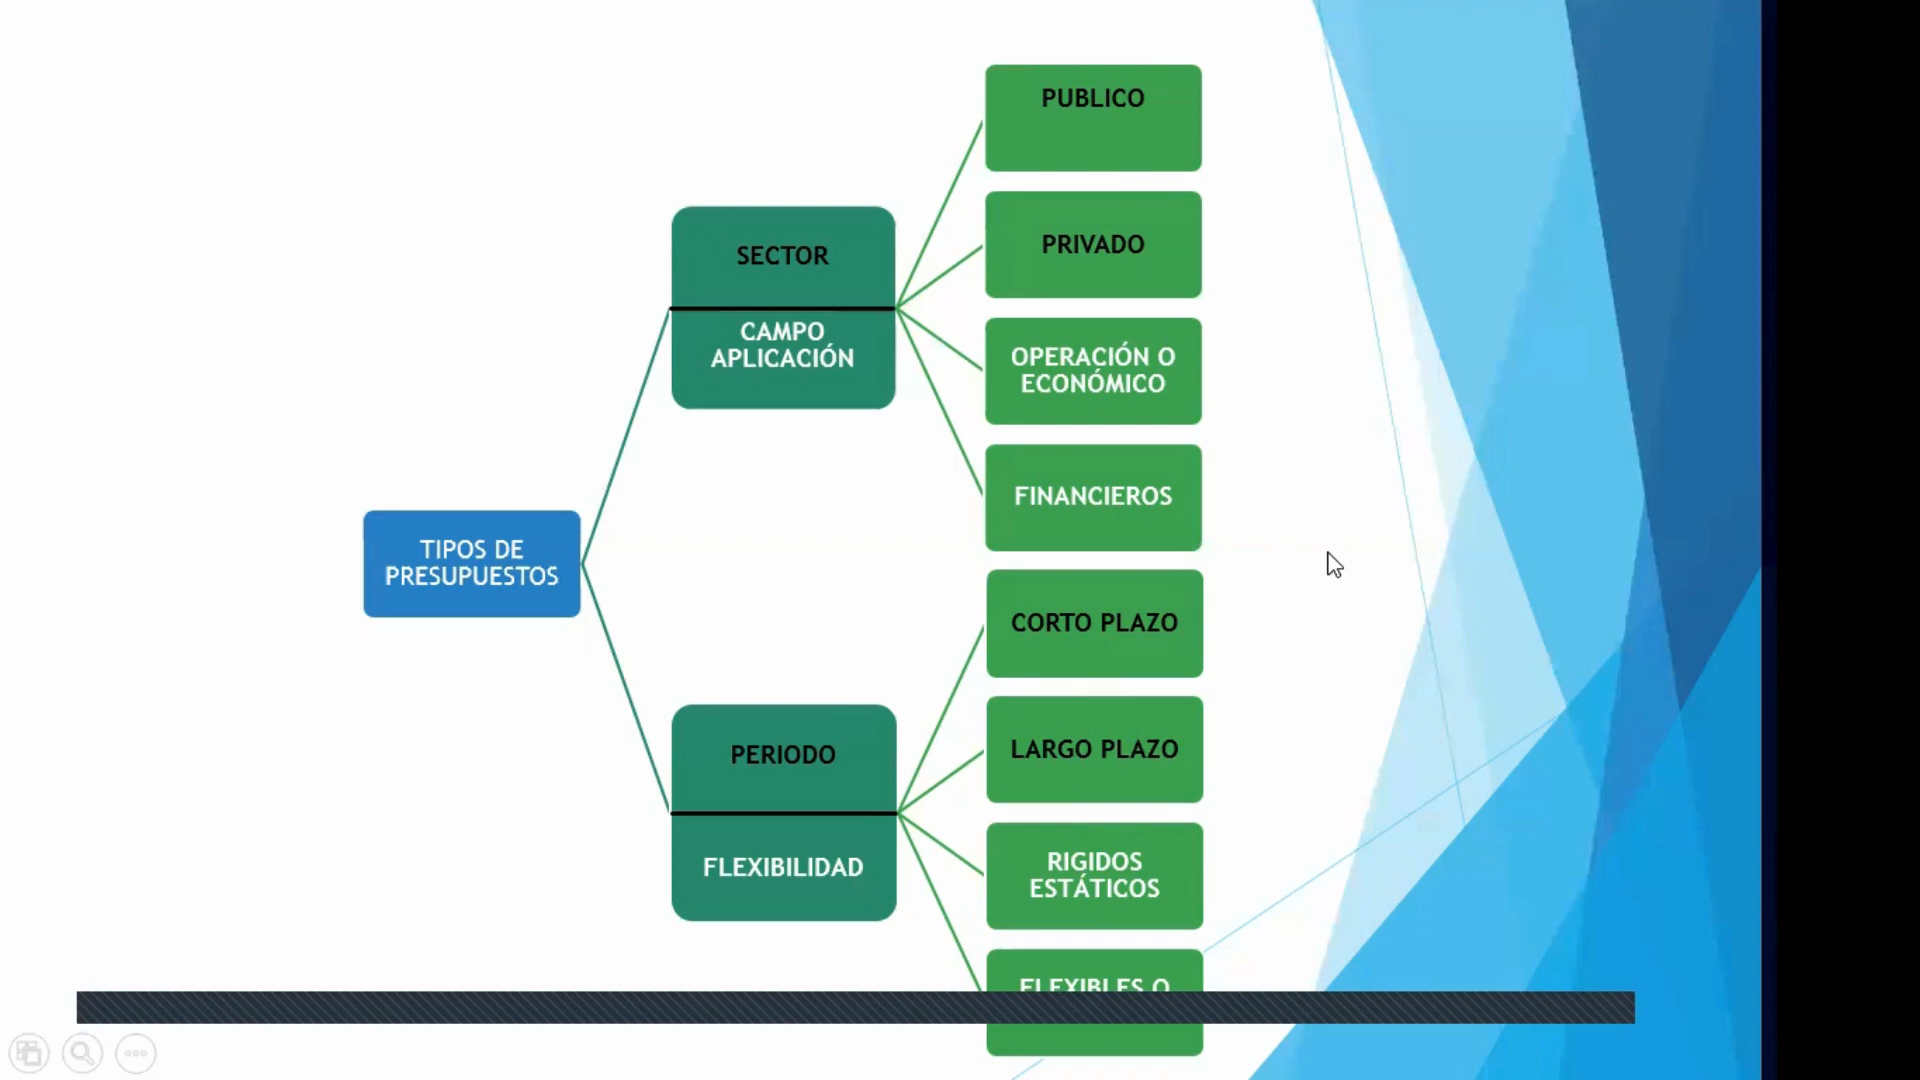 TIPOS DE
PRESUPUESTOS
SECTOR
CAMPO
APLICACIÓN
PUBLICO
PRIVADO
OPERACIÓN O
ECONÓMICO
FINANCIEROS
PERIODO
FLEXIBILIDAD
CORTO PLAZO
LARGO PLAZO
RIGIDOS
ESTÁTICOS
FLEXIBLES O